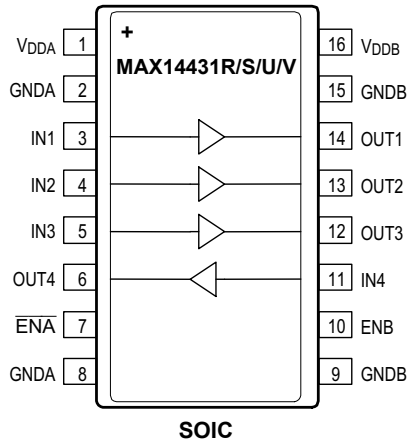 +
MAX14431R/S/U/V
VDDA 1 16 VDDB
GNDA 2 15 GNDB
IN1 3 14 OUT1
IN2 4 13 OUT2
IN3 5 12 OUT3
OUT4 6 11 IN4
ENA 7 10 ENB
GNDA 8 9 GNDB
SOIC